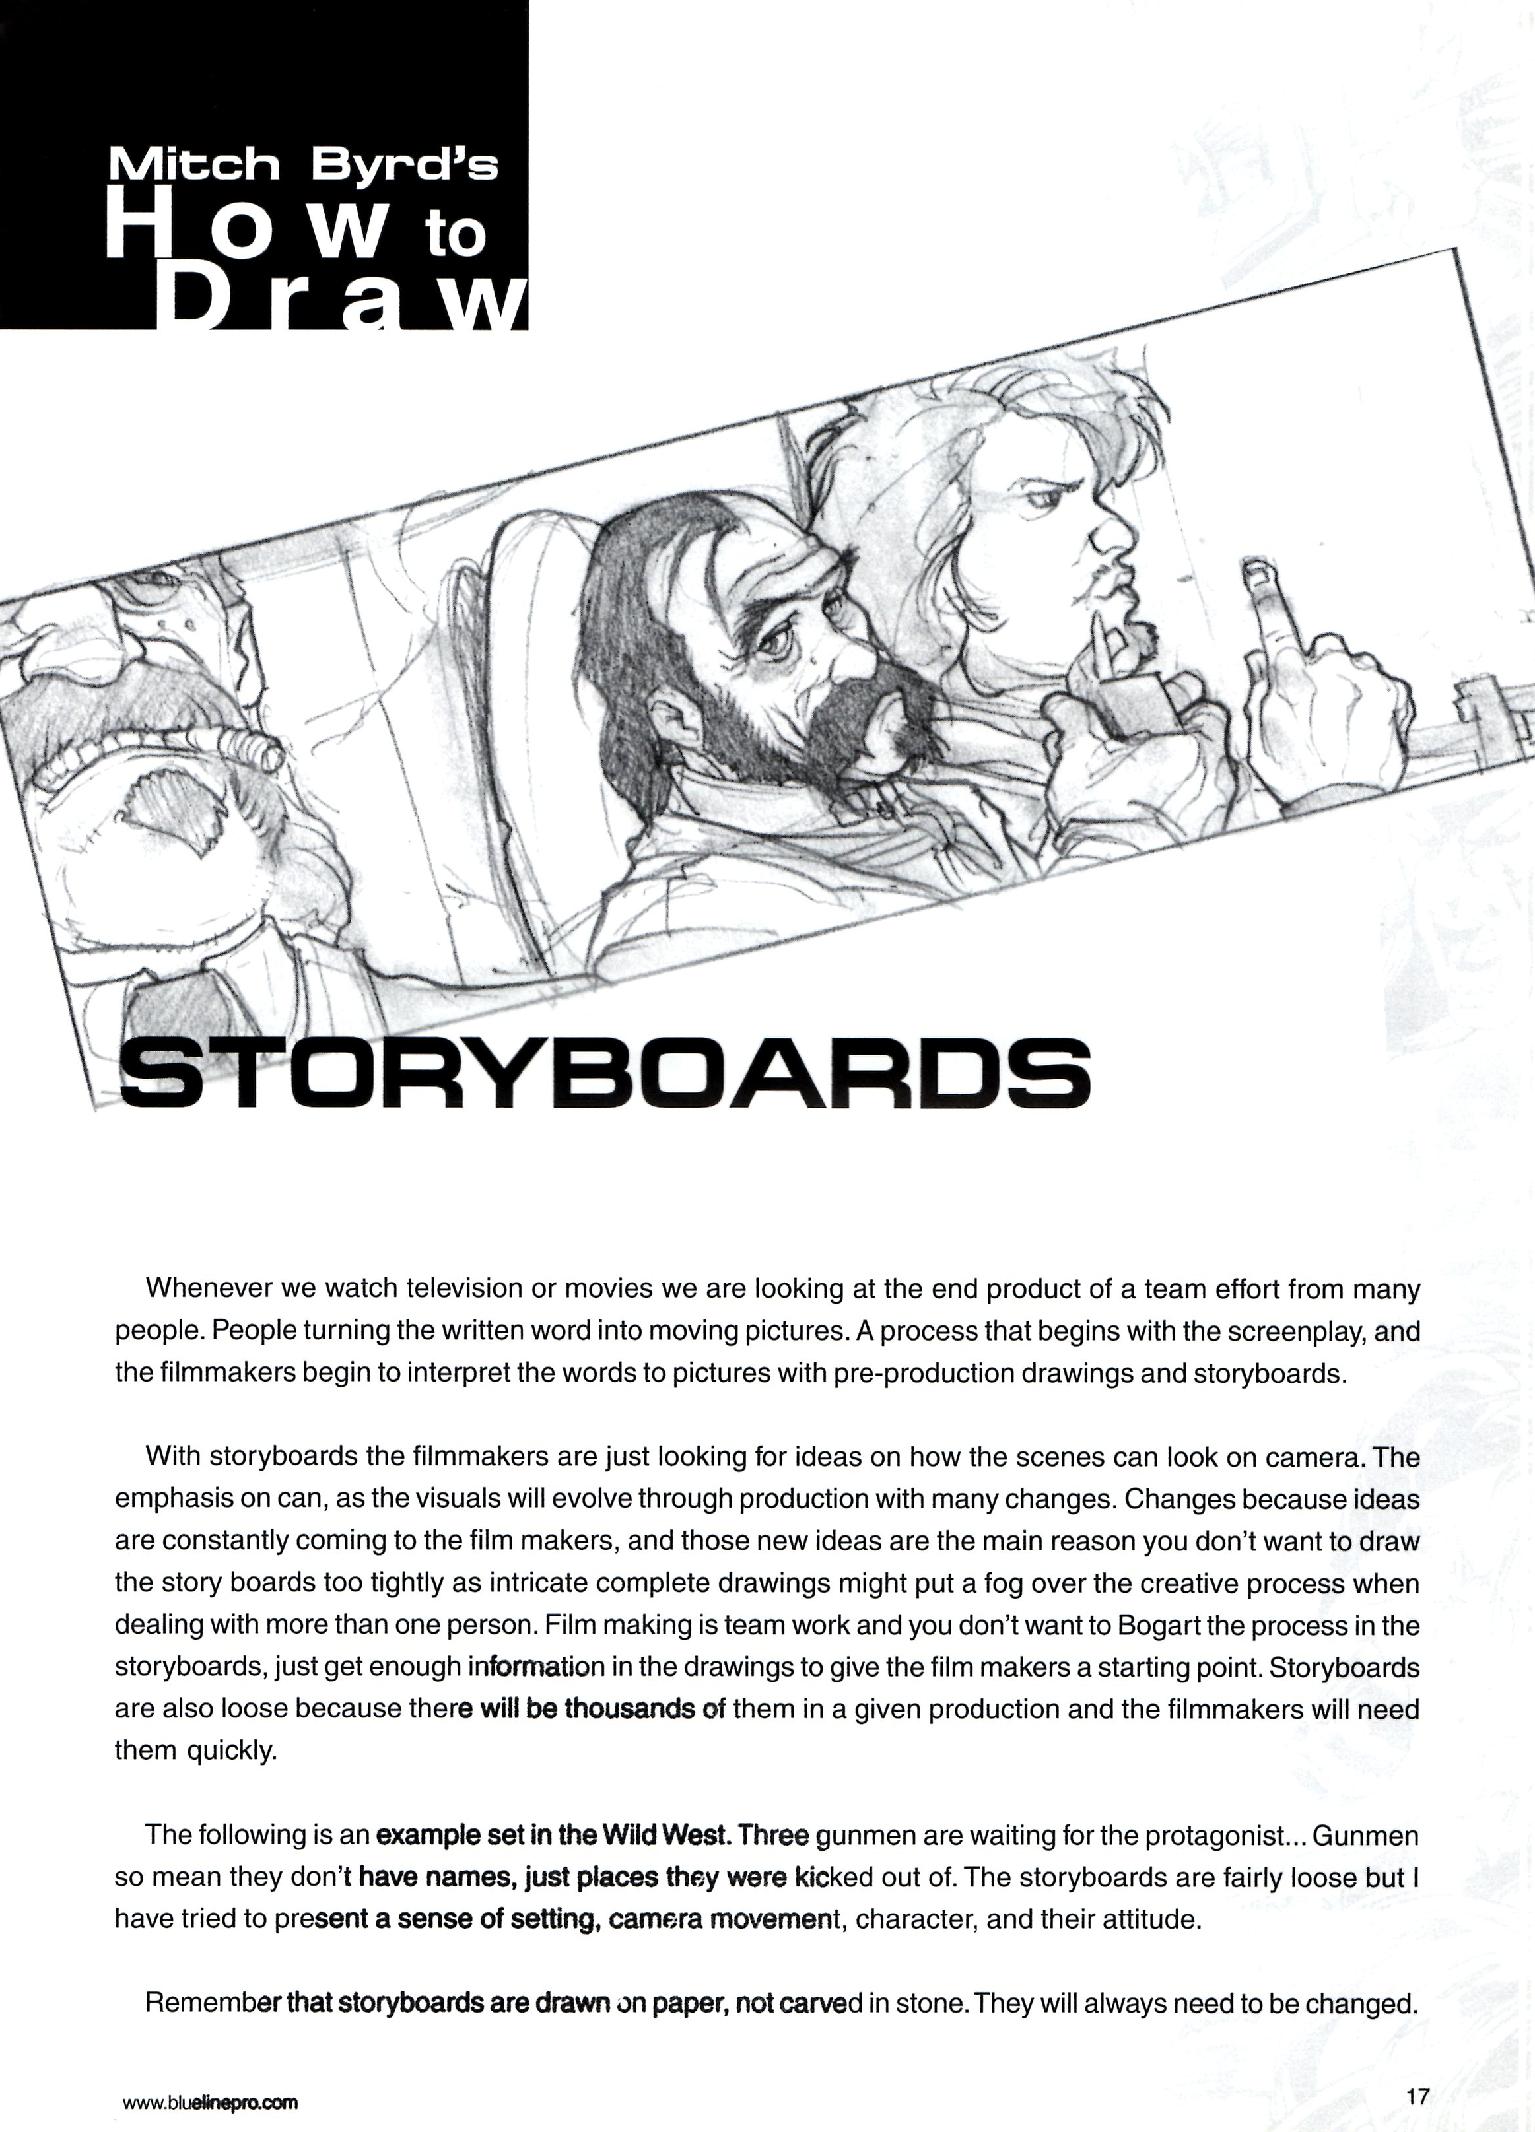 Mitch Byrd's
How to
Draw
STORYBOARDS
Whenever we watch television or movies we are looking at the end product of a team effort from many
people. People turning the written word into moving pictures. A process that begins with the screenplay, and
the filmmakers begin to interpret the words to pictures with pre-production drawings and storyboards.
With storyboards the filmmakers are just looking for ideas on how the scenes can look on camera. The
emphasis on can, as the visuals will evolve through production with many changes. Changes because ideas
are constantly coming to the film makers, and those new ideas are the main reason you don't want to draw
the story boards too tightly as intricate complete drawings might put a fog over the creative process when
dealing with more than one person. Film making is team work and you don't want to Bogart the process in the
storyboards, just get enough information in the drawings to give the film makers a starting point. Storyboards
are also loose because there will be thousands of them in a given production and the filmmakers will need
them quickly.
The following is an example set in the Wild West. Three gunmen are waiting for the protagonist... Gunmen
so mean they don't have names, just places they were kicked out of. The storyboards are fairly loose but I
have tried to present a sense of setting, camera movement, character, and their attitude.
Remember that storyboards are drawn on paper, not carved in stone. They will always need to be changed.
www.bluelinepro.com
17